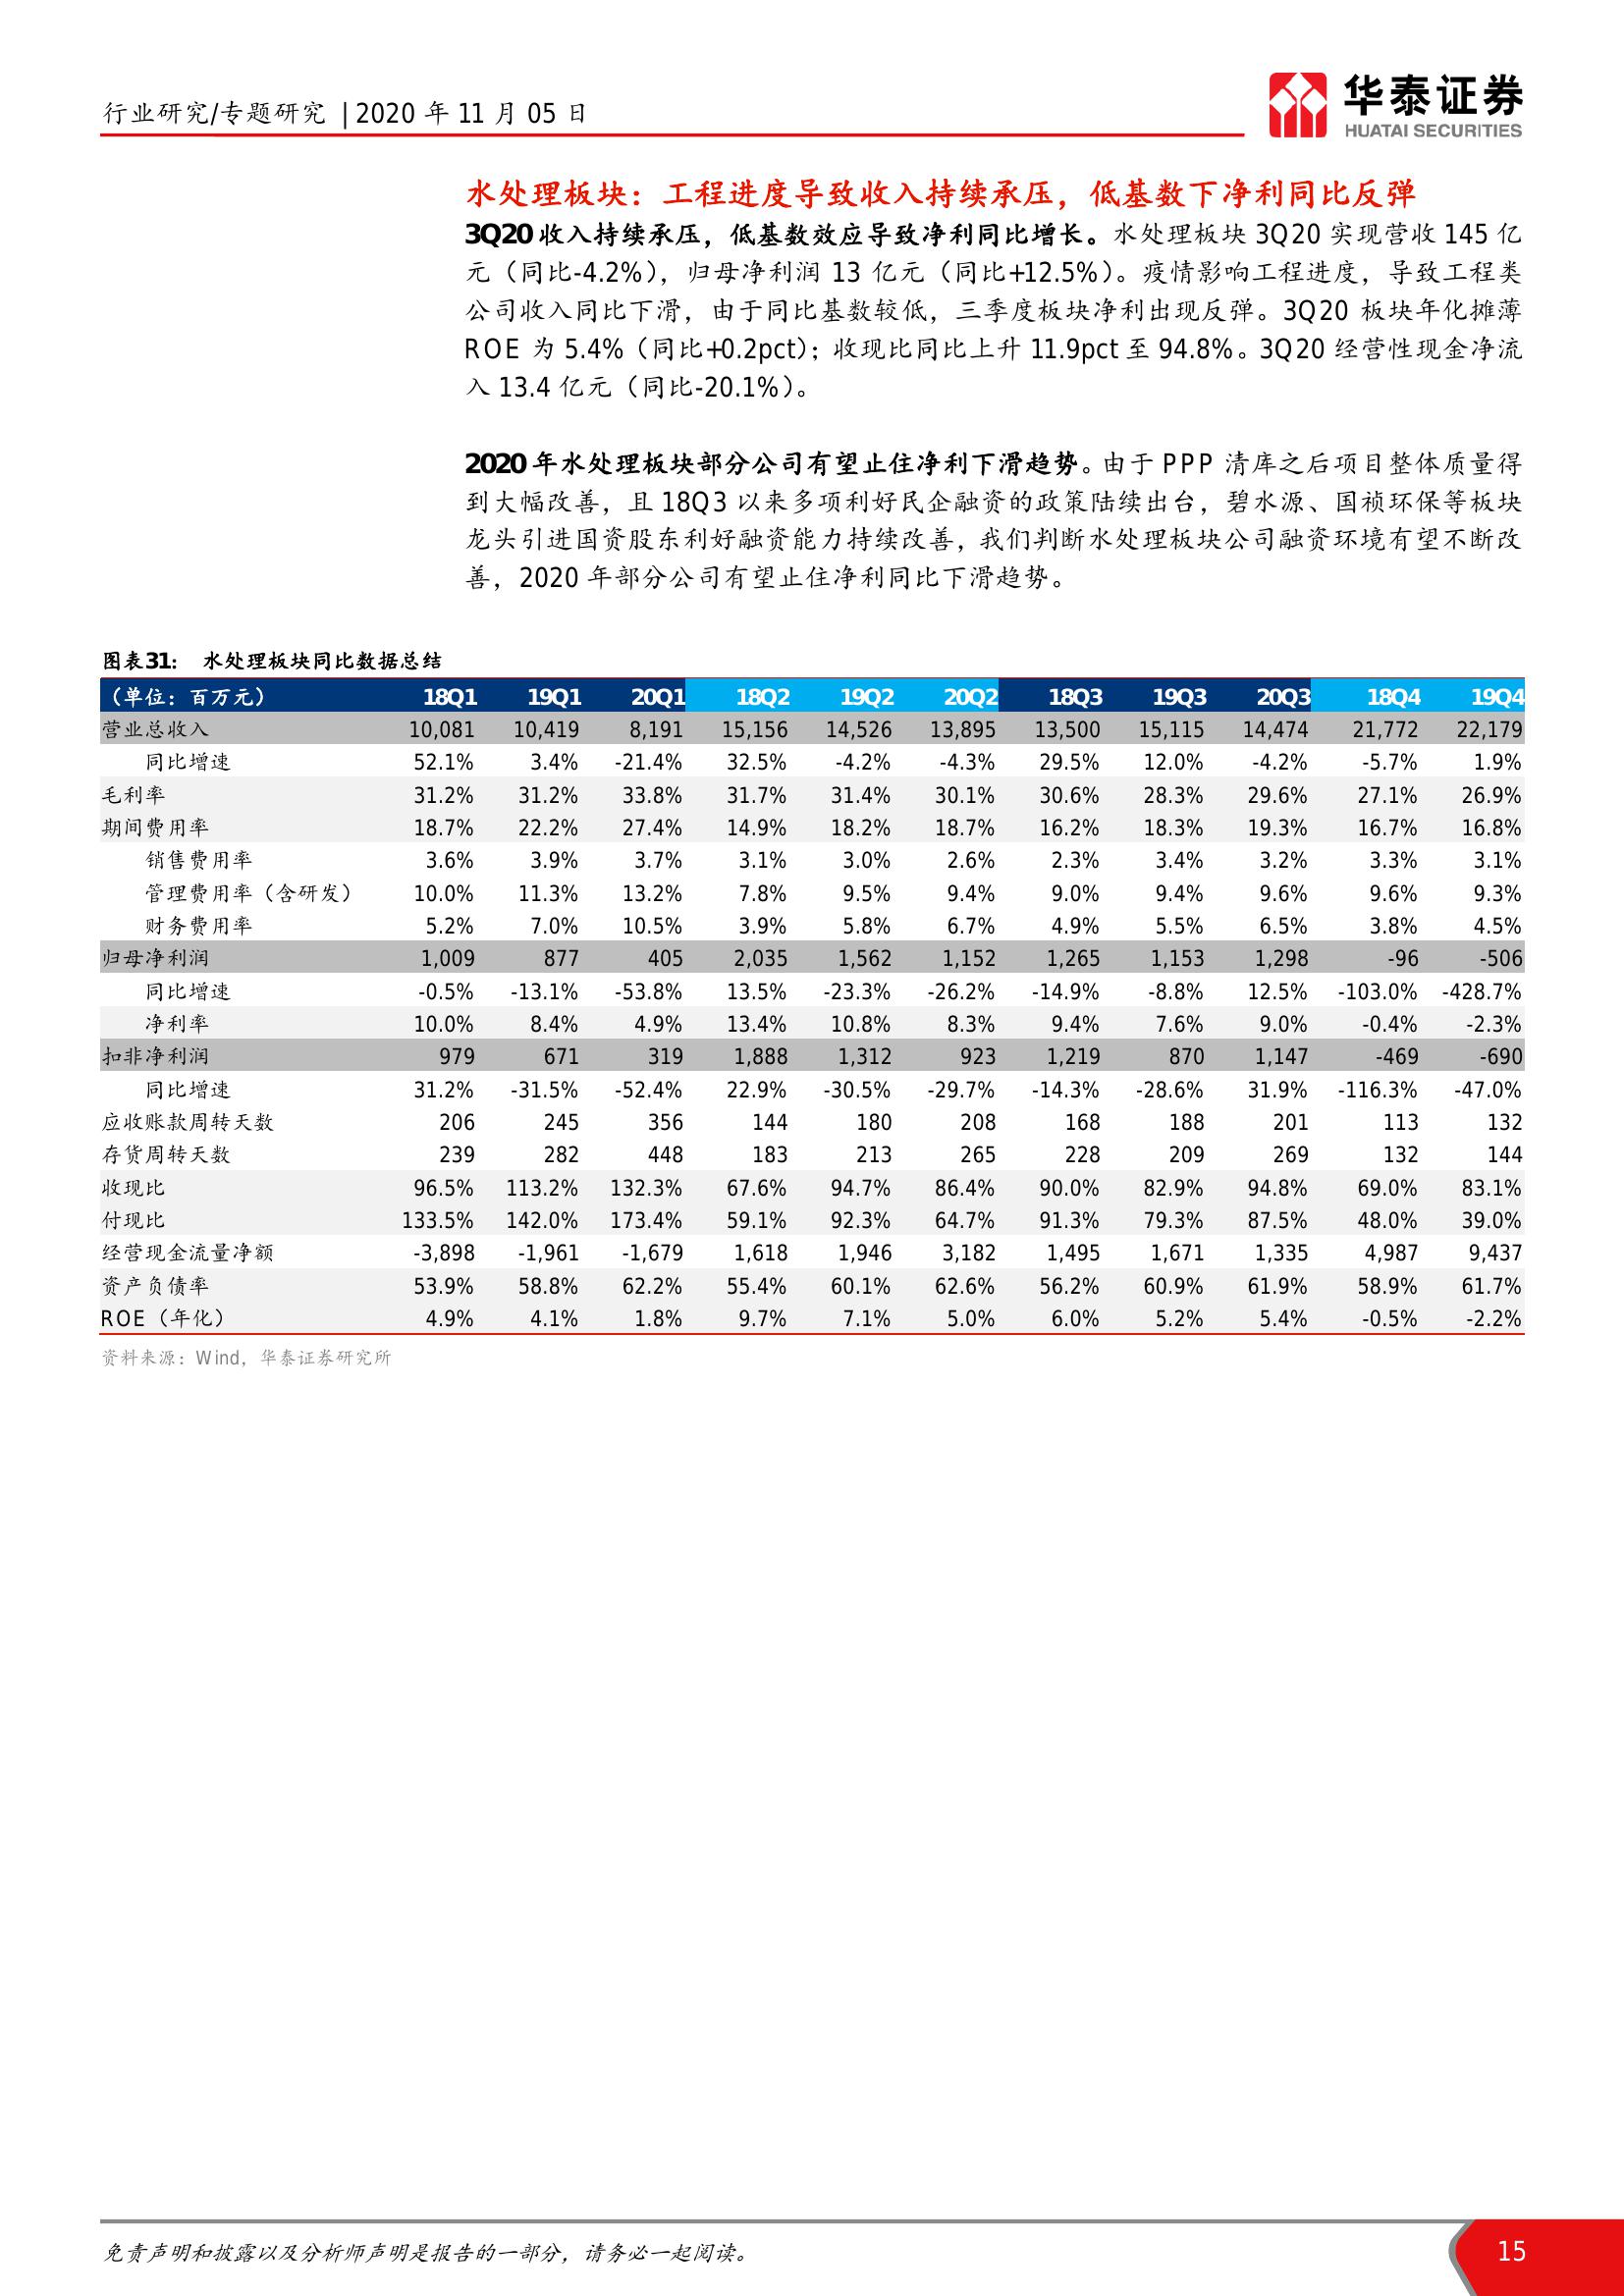 行业研究/专题研究 | 2020 年 11 月 05 日
华泰证券
HUATAI SECURITIES
水处理板块：工程进度导致收入持续承压，低基数下净利同比反弹
3Q20 收入持续承压，低基数效应导致净利同比增长。水处理板块 3Q20 实现营收 145 亿
元（同比-4.2%），归母净利润 13 亿元（同比+12.5%）。疫情影响工程进度，导致工程类
公司收入同比下滑，由于同比基数较低，三季度板块净利出现反弹。3Q20 板块年化摊薄
ROE 为 5.4%（同比+0.2pct）；收现比同比上升 11.9pct 至 94.8%。3Q20 经营性现金净流
入 13.4 亿元（同比-20.1%）。
2020 年水处理板块部分公司有望止住净利下滑趋势。由于 PPP 清库之后项目整体质量得
到大幅改善，且 18Q3 以来多项利好民企融资的政策陆续出台，碧水源、国祯环保等板块
龙头引进国资股东利好融资能力持续改善，我们判断水处理板块公司融资环境有望不断改
善，2020 年部分公司有望止住净利同比下滑趋势。
图表31： 水处理板块同比数据总结
（单位：百万元） 18Q1 19Q1 20Q1 18Q2 19Q2 20Q2 18Q3 19Q3 20Q3 18Q4 19Q4
营业总收入 10,081 10,419 8,191 15,156 14,526 13,895 13,500 15,115 14,474 21,772 22,179
同比增速 52.1% 3.4% -21.4% 32.5% -4.2% -4.3% 29.5% 12.0% -4.2% -5.7% 1.9%
毛利率 31.2% 31.2% 33.8% 31.7% 31.4% 30.1% 30.6% 28.3% 29.6% 27.1% 26.9%
期间费用率 18.7% 22.2% 27.4% 14.9% 18.2% 18.7% 16.2% 18.3% 19.3% 16.7% 16.8%
销售费用率 3.6% 3.9% 3.7% 3.1% 3.0% 2.6% 2.3% 3.4% 3.2% 3.3% 3.1%
管理费用率（含研发） 10.0% 11.3% 13.2% 7.8% 9.5% 9.4% 9.0% 9.4% 9.6% 9.6% 9.3%
财务费用率 5.2% 7.0% 10.5% 3.9% 5.8% 6.7% 4.9% 5.5% 6.5% 3.8% 4.5%
归母净利润 1,009 877 405 2,035 1,562 1,152 1,265 1,153 1,298 -96 -506
同比增速 -0.5% -13.1% -53.8% 13.5% -23.3% -26.2% -14.9% -8.8% 12.5% -103.0% -428.7%
净利率 10.0% 8.4% 4.9% 13.4% 10.8% 8.3% 9.4% 7.6% 9.0% -0.4% -2.3%
扣非净利润 979 671 319 1,888 1,312 923 1,219 870 1,147 -469 -690
同比增速 31.2% -31.5% -52.4% 22.9% -30.5% -29.7% -14.3% -28.6% 31.9% -116.3% -47.0%
应收账款周转天数 206 245 356 144 180 208 168 188 201 113 132
存货周转天数 239 282 448 183 213 265 228 209 269 132 144
收现比 96.5% 113.2% 132.3% 67.6% 94.7% 86.4% 90.0% 82.9% 94.8% 69.0% 83.1%
付现比 133.5% 142.0% 173.4% 59.1% 92.3% 64.7% 91.3% 79.3% 87.5% 48.0% 39.0%
经营现金流量净额 -3,898 -1,961 -1,679 1,618 1,946 3,182 1,495 1,671 1,335 4,987 9,437
资产负债率 53.9% 58.8% 62.2% 55.4% 60.1% 62.6% 56.2% 60.9% 61.9% 58.9% 61.7%
ROE（年化） 4.9% 4.1% 1.8% 9.7% 7.1% 5.0% 6.0% 5.2% 5.4% -0.5% -2.2%
资料来源：Wind，华泰证券研究所
免责声明和披露以及分析师声明是报告的一部分，请务必一起阅读。
15